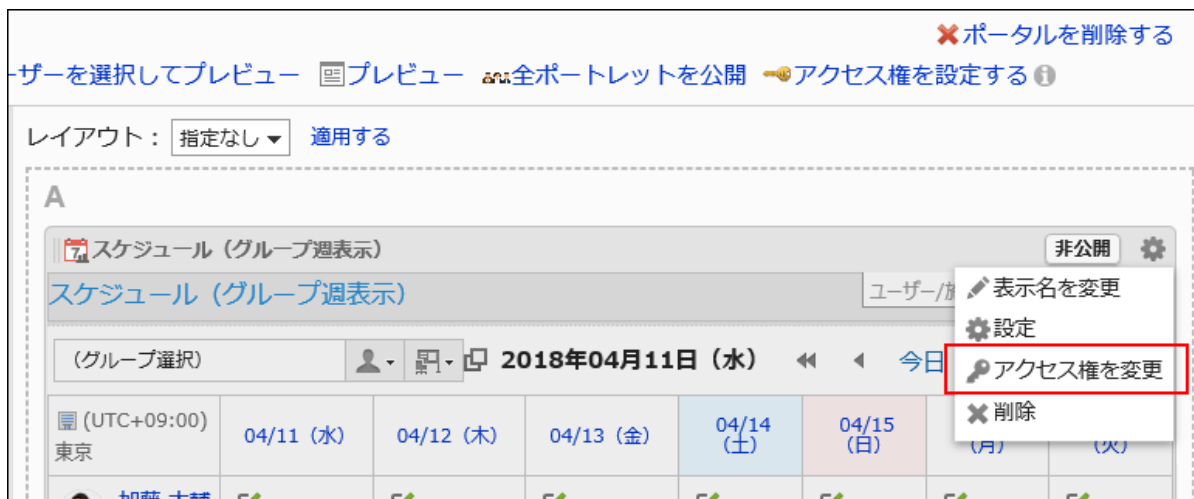 ポータルを削除する
ーザーを選択してプレビュー プレビュー 全ポートレットを公開 アクセス権を設定する
レイアウト： 指定なし 適用する
A
スケジュール（グループ週表示） 非公開
スケジュール（グループ週表示） ユーザー/施
表示名を変更
設定
アクセス権を変更
削除
（グループ選択） 2018年04月11日（水） 今日
(UTC+09:00)
東京
04/11（水） 04/12（木） 04/13（金） 04/14
（土） 04/15
（日）
（月） （火）
加藤